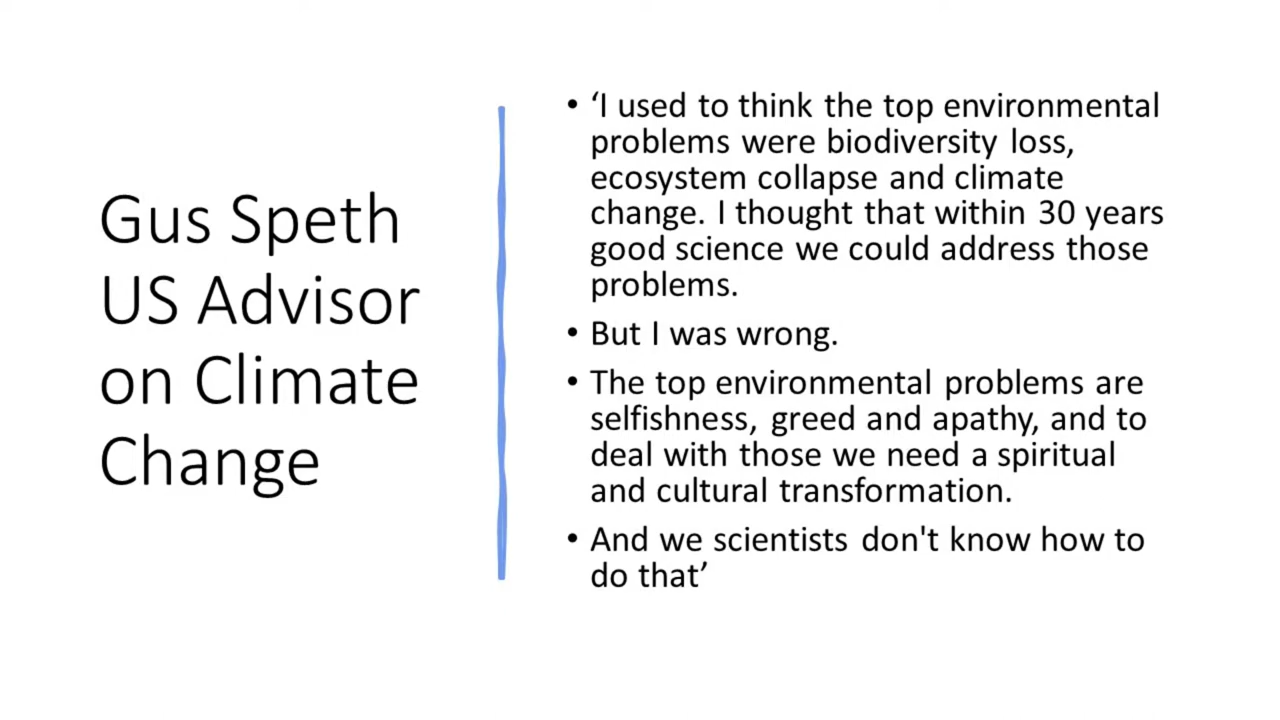 Gus Speth
US Advisor
on Climate
Change
• ‘I used to think the top environmental
problems were biodiversity loss,
ecosystem collapse and climate
change. I thought that within 30 years
good science we could address those
problems.
• But I was wrong.
• The top environmental problems are
selfishness, greed and apathy, and to
deal with those we need a spiritual
and cultural transformation.
• And we scientists don't know how to
do that’